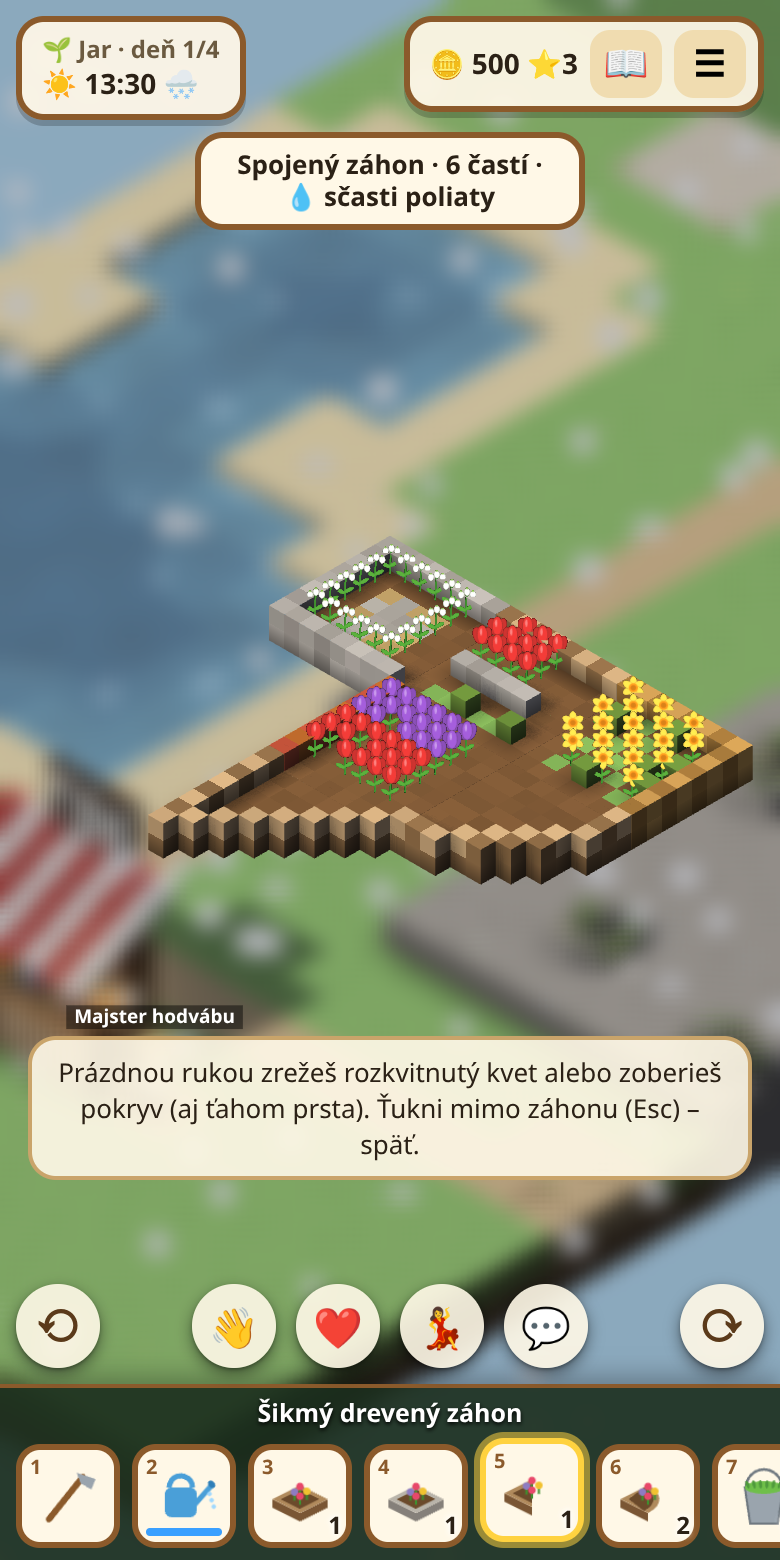 🌱 Jar · deň 1/4
☀️ 13:30 🌨️
🪙 500 ⭐3
Spojený záhon · 6 častí ·
💧 sčasti poliaty
Majster hodvábu
Prázdnou rukou zrežeš rozkvitnutý kvet alebo zoberieš
pokryv (aj ťahom prsta). Ťukni mimo záhonu (Esc) –
späť.
Šikmý drevený záhon
1
2
3
1
4
1
5
1
6
2
7